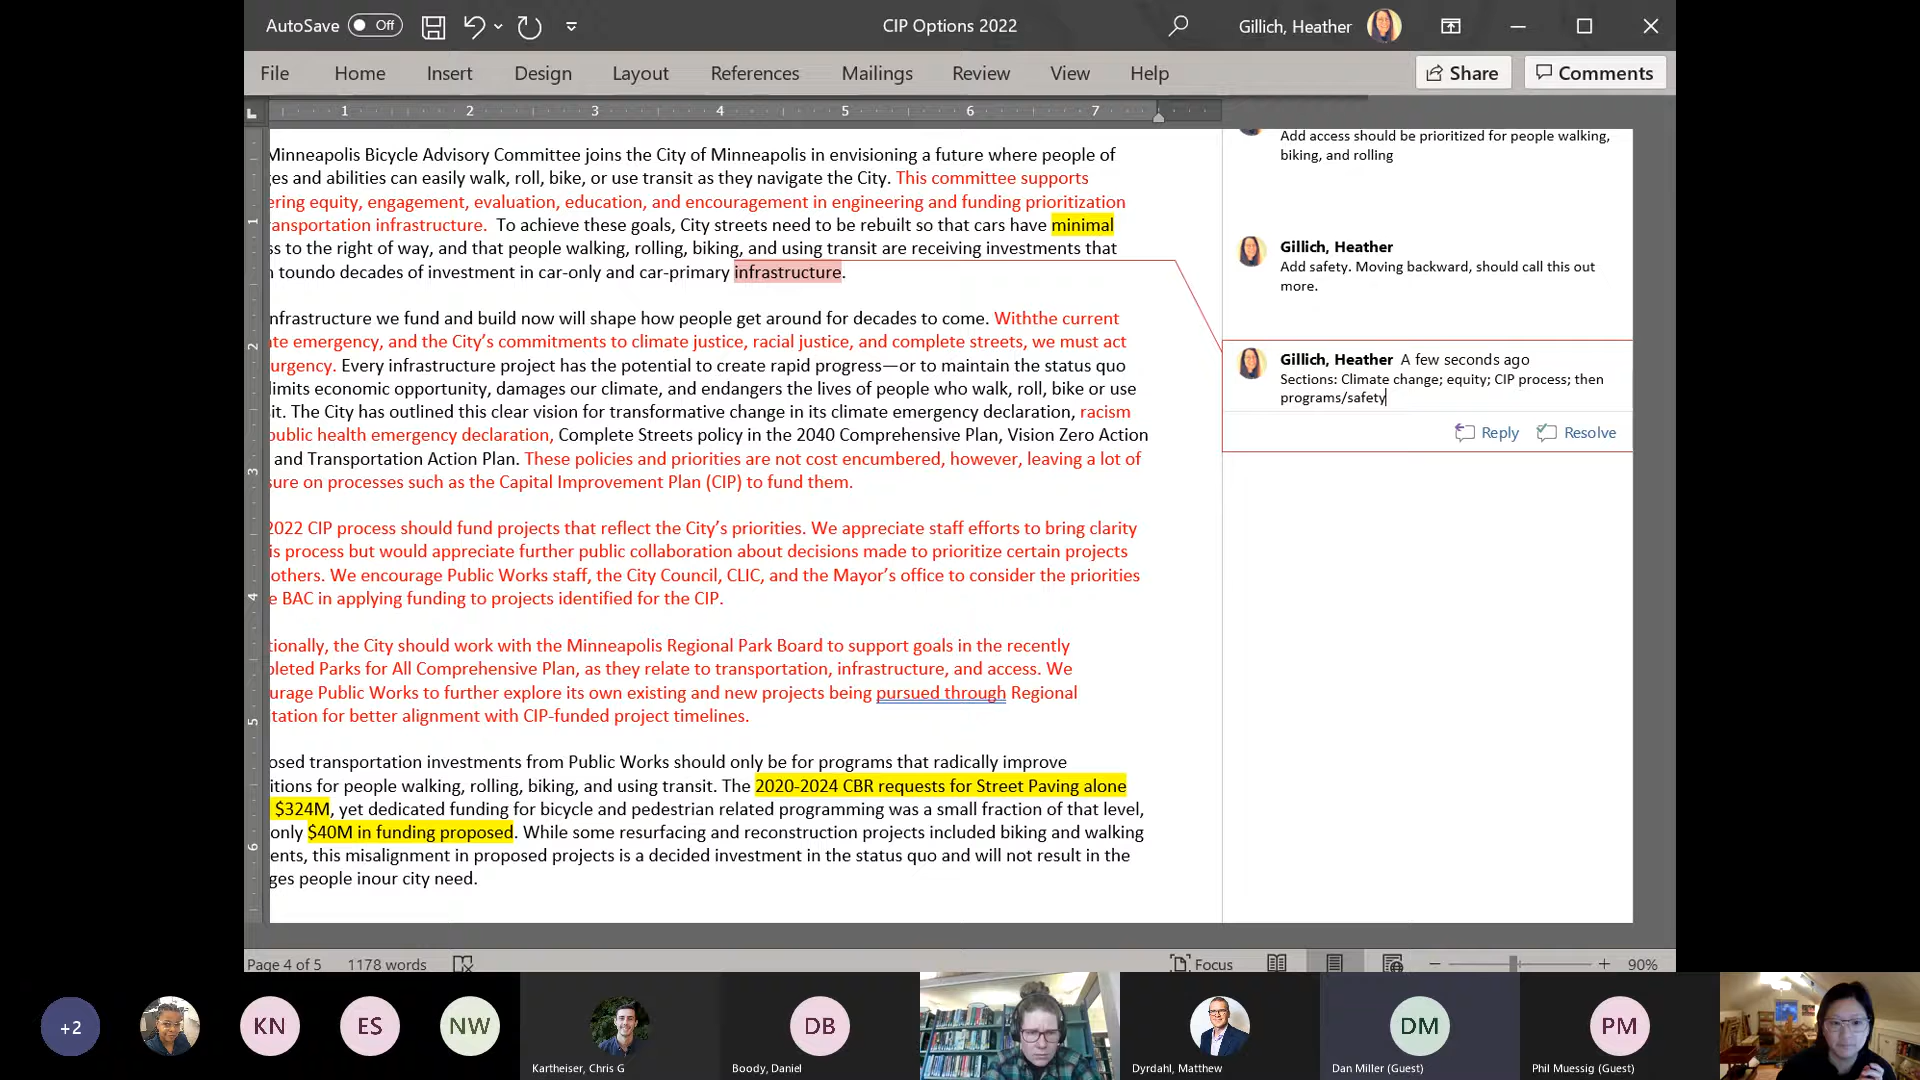 AutoSave Off CIP Options 2022 Gillich, Heather
File Home Insert Design Layout References Mailings Review View Help Share Comments
1 2 3 4 5 6 7
Minneapolis Bicycle Advisory Committee joins the City of Minneapolis in envisioning a future where people of
es and abilities can easily walk, roll, bike, or use transit as they navigate the City. This committee supports
ering equity, engagement, evaluation, education, and encouragement in engineering and funding prioritization
ansportation infrastructure. To achieve these goals, City streets need to be rebuilt so that cars have minimal
ss to the right of way, and that people walking, rolling, biking, and using transit are receiving investments that
toundo decades of investment in car-only and car-primary infrastructure.
nfrastructure we fund and build now will shape how people get around for decades to come. Withthe current
te emergency, and the City's commitments to climate justice, racial justice, and complete streets, we must act
urgency. Every infrastructure project has the potential to create rapid progress—or to maintain the status quo
limits economic opportunity, damages our climate, and endangers the lives of people who walk, roll, bike or use
it. The City has outlined this clear vision for transformative change in its climate emergency declaration, racism
public health emergency declaration, Complete Streets policy in the 2040 Comprehensive Plan, Vision Zero Action
and Transportation Action Plan. These policies and priorities are not cost encumbered, however, leaving a lot of
sure on processes such as the Capital Improvement Plan (CIP) to fund them.
2022 CIP process should fund projects that reflect the City's priorities. We appreciate staff efforts to bring clarity
is process but would appreciate further public collaboration about decisions made to prioritize certain projects
others. We encourage Public Works staff, the City Council, CLIC, and the Mayor's office to consider the priorities
e BAC in applying funding to projects identified for the CIP.
tionally, the City should work with the Minneapolis Regional Park Board to support goals in the recently
pleted Parks for All Comprehensive Plan, as they relate to transportation, infrastructure, and access. We
urage Public Works to further explore its own existing and new projects being pursued through Regional
tation for better alignment with CIP-funded project timelines.
osed transportation investments from Public Works should only be for programs that radically improve
itions for people walking, rolling, biking, and using transit. The 2020-2024 CBR requests for Street Paving alone
$324M, yet dedicated funding for bicycle and pedestrian related programming was a small fraction of that level,
only $40M in funding proposed. While some resurfacing and reconstruction projects included biking and walking
ents, this misalignment in proposed projects is a decided investment in the status quo and will not result in the
ges people inour city need.
Add access should be prioritized for people walking,
biking, and rolling
Gillich, Heather
Add safety. Moving backward, should call this out
more.
Gillich, Heather A few seconds ago
Sections: Climate change; equity; CIP process; then
programs/safety
Reply Resolve
1
2
3
4
5
6
Page 4 of 5 1178 words Focus 90%
+2 KN ES NW DB DM PM
Kartheiser, Chris G Boody, Daniel Dyrdahl, Matthew Dan Miller (Guest) Phil Muessig (Guest)